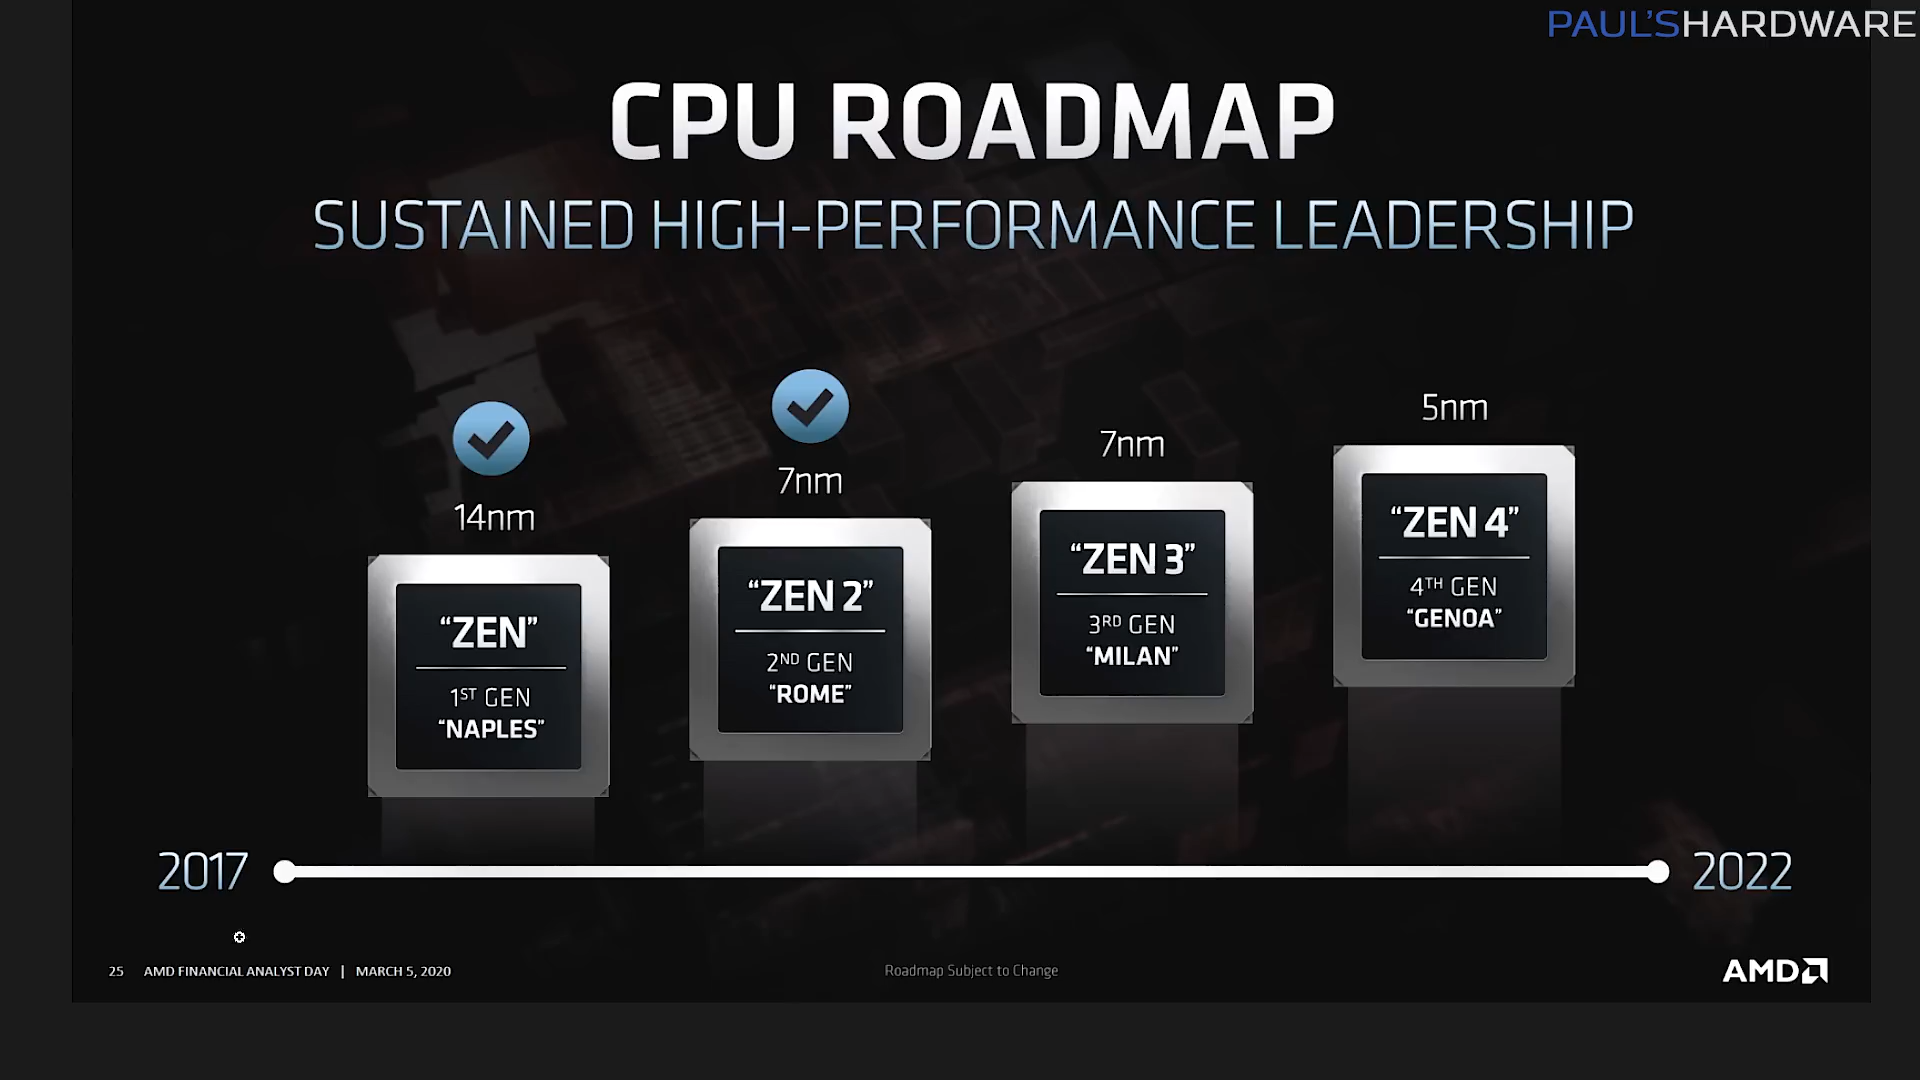 PAUL'SHARDWARE
CPU ROADMAP
SUSTAINED HIGH-PERFORMANCE LEADERSHIP
14nm
“ZEN”
1ST GEN
“NAPLES”
7nm
“ZEN 2”
2ND GEN
“ROME”
7nm
“ZEN 3”
3RD GEN
“MILAN”
5nm
“ZEN 4”
4TH GEN
“GENOA”
2017
2022
25 AMD FINANCIAL ANALYST DAY | MARCH 5, 2020
Roadmap Subject to Change
AMD